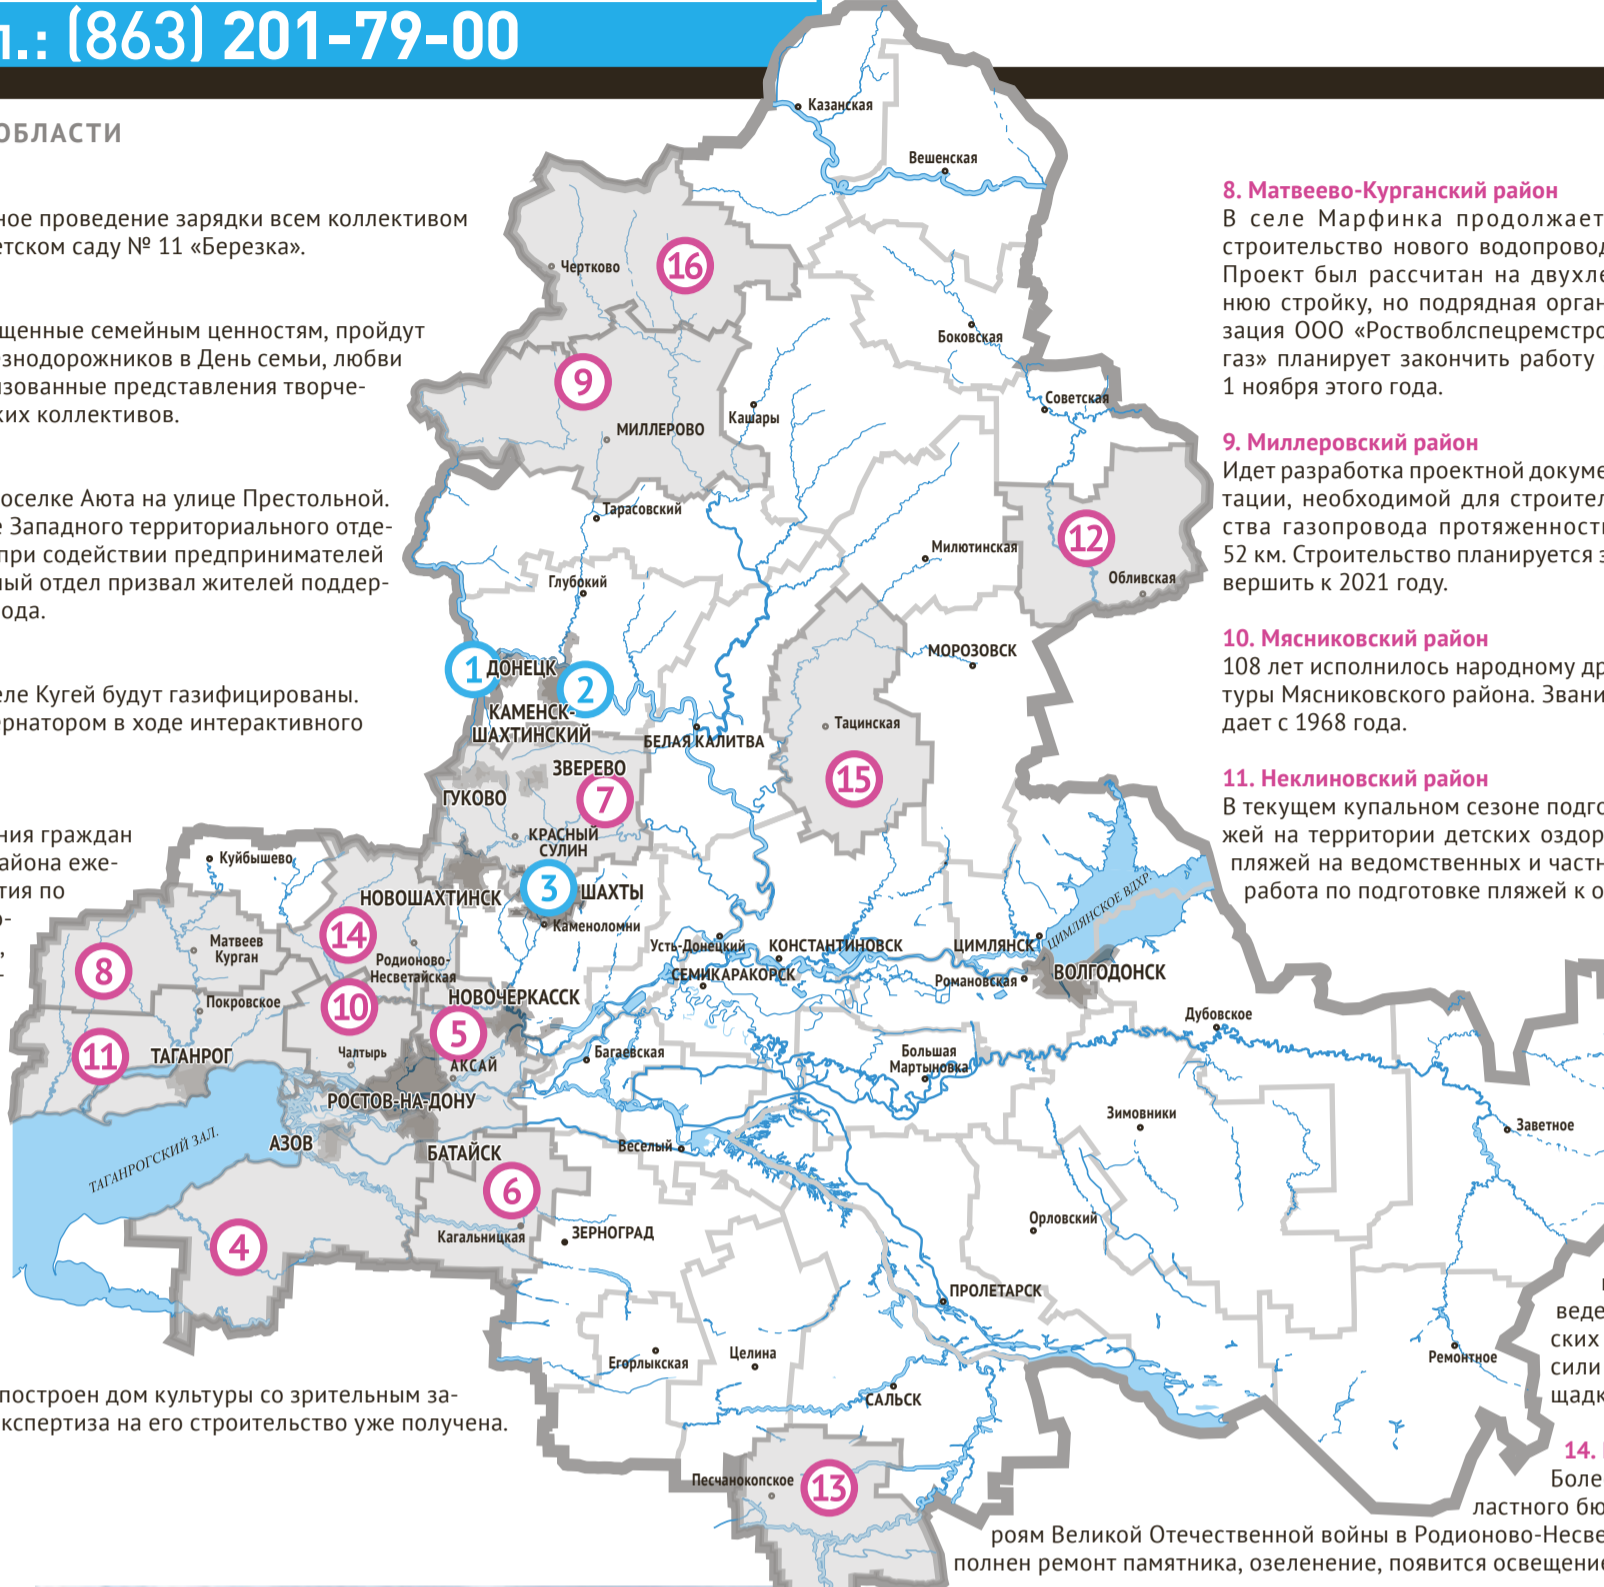 л.: (863) 201-79-00
ОБЛАСТИ
ное проведение зарядки всем коллективом
етском саду № 11 «Березка».
щенные семейным ценностям, пройдут
езнодорожников в День семьи, любви
изованные представления творче-
ких коллективов.
оселке Аюта на улице Престольной.
е Западного территориального отде-
при содействии предпринимателей
ный отдел призвал жителей поддер-
ода.
еле Кугей будут газифицированы.
ернатором в ходе интерактивного
ния граждан
айона еже-
тия по
о-
,
-
построен дом культуры со зрительным за-
кспертиза на его строительство уже получена.
Казанская
Вешенская
Чертково
16
Боковская
9
МИЛЛЕРОВО
Кашары
Советская
Тарасовский
12
Милютинская
Обливская
Глубокий
МОРОЗОВСК
1
ДОНЕЦК
2
КАМЕНСК-
ШАХТИНСКИЙ
БЕЛАЯ КАЛИТВА
Тацинская
15
ЗВЕРЕВО
7
ГУКОВО
КРАСНЫЙ
СУЛИН
Куйбышево
НОВОШАХТИНСК
3
ШАХТЫ
Каменоломни
14
Матвеев
Курган
8
Родионово-
Несветайская
Усть-Донецкий
КОНСТАНТИНОВСК
ЦИМЛЯНСК
ЦИМЛЯНСКОЕ ВДХР.
СЕМИКАРАКОРСК
Романовская
ВОЛГОДОНСК
Покровское
10
НОВОЧЕРКАССК
5
Дубовское
11
ТАГАНРОГ
Чалтырь
АКСАЙ
Багаевская
Большая
Мартыновка
РОСТОВ-НА-ДОНУ
Зимовники
Заветное
АЗОВ
БАТАЙСК
Веселый
ТАГАНРОГСКИЙ ЗАЛ.
6
Кагальницкая
ЗЕРНОГРАД
Орловский
4
ПРОЛЕТАРСК
Егорлыкская
Целина
САЛЬСК
Ремонтное
Песчанокопское
13
8. Матвеево-Курганский район
В селе Марфинка продолжает
строительство нового водопровод
Проект был рассчитан на двухле
нюю стройку, но подрядная орган
зация ООО «Роствоблспецремстро
газ» планирует закончить работу
1 ноября этого года.
9. Миллеровский район
Идет разработка проектной докуме
тации, необходимой для строител
ства газопровода протяженност
52 км. Строительство планируется з
вершить к 2021 году.
10. Мясниковский район
108 лет исполнилось народному др
туры Мясниковского района. Звани
дает с 1968 года.
11. Неклиновский район
В текущем купальном сезоне подго
жей на территории детских оздор
пляжей на ведомственных и частн
работа по подготовке пляжей к о
веде
ских
сили
щадк
14.
Боле
ластного бю
роям Великой Отечественной войны в Родионово-Несве
полнен ремонт памятника, озеленение, появится освещение